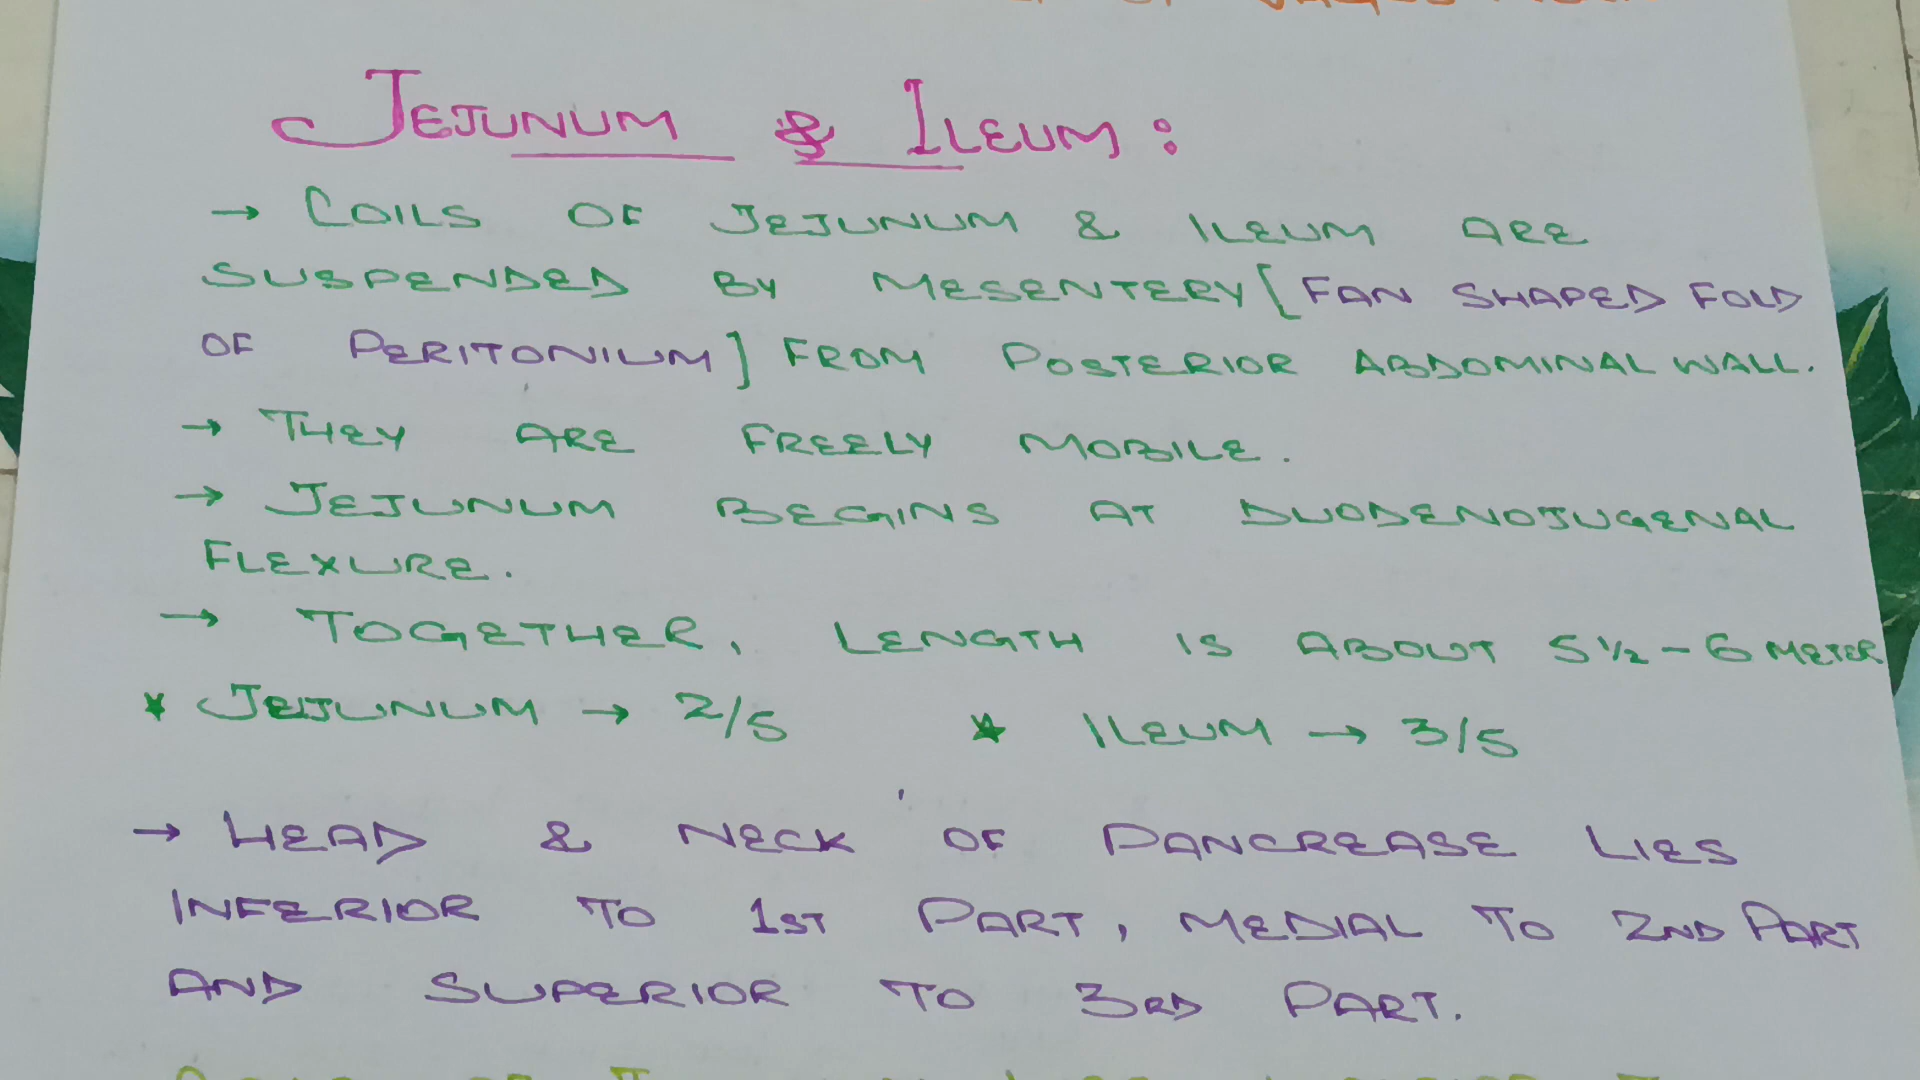 JEJUNUM & ILEUM:
→ COILS OF JEJUNUM & ILEUM ARE
SUSPENDED BY MESENTERY [FAN SHAPED FOLD
OF PERITONIUM] FROM POSTERIOR ABDOMINAL WALL.
→ THEY ARE FREELY MOBILE.
→ JEJUNUM BEGINS AT DUODENOJUGENAL
FLEXURE.
→ TOGETHER, LENGTH IS ABOUT 5 1/2 - 6 METER
* JEJUNUM → 2/5 * ILEUM → 3/5
→ HEAD & NECK OF PANCREASE LIES
INFERIOR TO 1ST PART, MEDIAL TO 2ND PART
AND SUPERIOR TO 3RD PART.